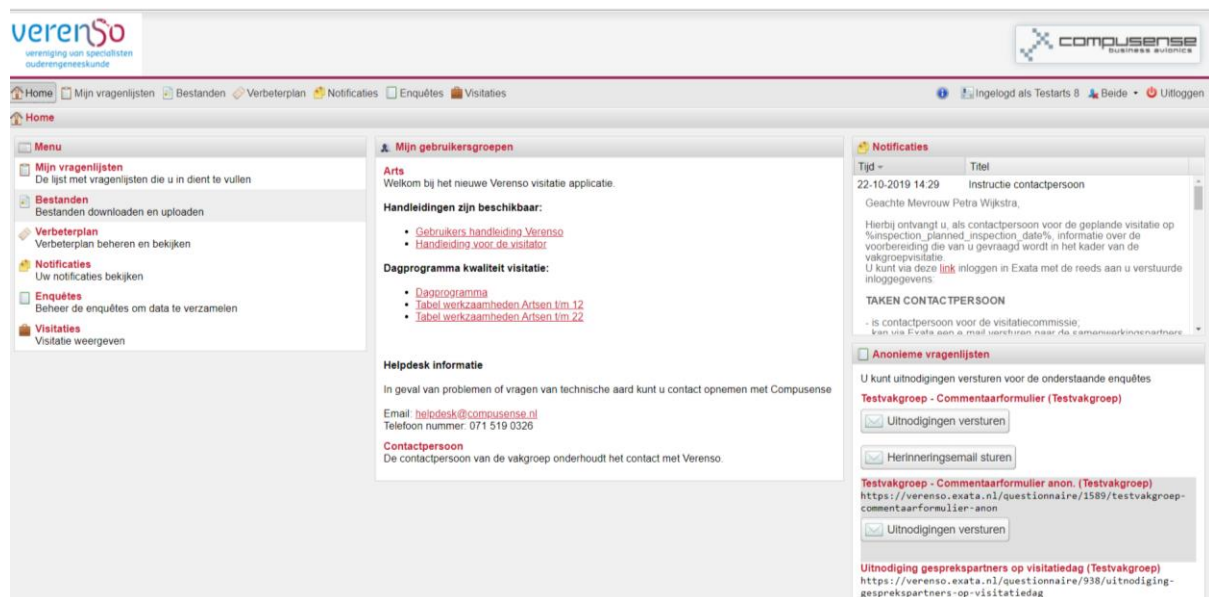 verenso
vereniging van specialisten
ouderengeneeskunde
compusense
business avionics
Home Mijn vragenlijsten Bestanden Verbeterplan Notificaties Enquêtes Visitaties
Ingelogd als Testarts 8 Beide Uitloggen
Home
Menu
Mijn vragenlijsten
De lijst met vragenlijsten die u in dient te vullen
Bestanden
Bestanden downloaden en uploaden
Verbeterplan
Verbeterplan beheren en bekijken
Notificaties
Uw notificaties bekijken
Enquêtes
Beheer de enquêtes om data te verzamelen
Visitaties
Visitatie weergeven
Mijn gebruikersgroepen
Arts
Welkom bij het nieuwe Verenso visitatie applicatie.
Handleidingen zijn beschikbaar:
• Gebruikers handleiding Verenso
• Handleiding voor de visitator
Dagprogramma kwaliteit visitatie:
• Dagprogramma
• Tabel werkzaamheden Artsen t/m 12
• Tabel werkzaamheden Artsen t/m 22
Helpdesk informatie
In geval van problemen of vragen van technische aard kunt u contact opnemen met Compusense
Email: helpdesk@compusense.nl
Telefoon nummer: 071 519 0326
Contactpersoon
De contactpersoon van de vakgroep onderhoudt het contact met Verenso.
Notificaties
Tijd Titel
22-10-2019 14:29 Instructie contactpersoon
Geachte Mevrouw Petra Wijkstra,
Hierbij ontvangt u, als contactpersoon voor de geplande visitatie op
%inspection_planned_inspection_date%, informatie over de
voorbereiding die van u gevraagd wordt in het kader van de
vakgroepvisitatie.
U kunt via deze link inloggen in Exata met de reeds aan u verstuurde
inloggegevens:
TAKEN CONTACTPERSOON
- is contactpersoon voor de visitatiecommissie;
- kan via Exata een e-mail versturen naar de samenwerkingspartners
Anonieme vragenlijsten
U kunt uitnodigingen versturen voor de onderstaande enquêtes
Testvakgroep - Commentaarformulier (Testvakgroep)
Uitnodigingen versturen
Herinneringsemail sturen
Testvakgroep - Commentaarformulier anon. (Testvakgroep)
https://verenso.exata.nl/questionnaire/1589/testvakgroep-
commentaarformulier-anon
Uitnodigingen versturen
Uitnodiging gesprekspartners op visitatiedag (Testvakgroep)
https://verenso.exata.nl/questionnaire/938/uitnodiging-
gesprekspartners-op-visitatiedag